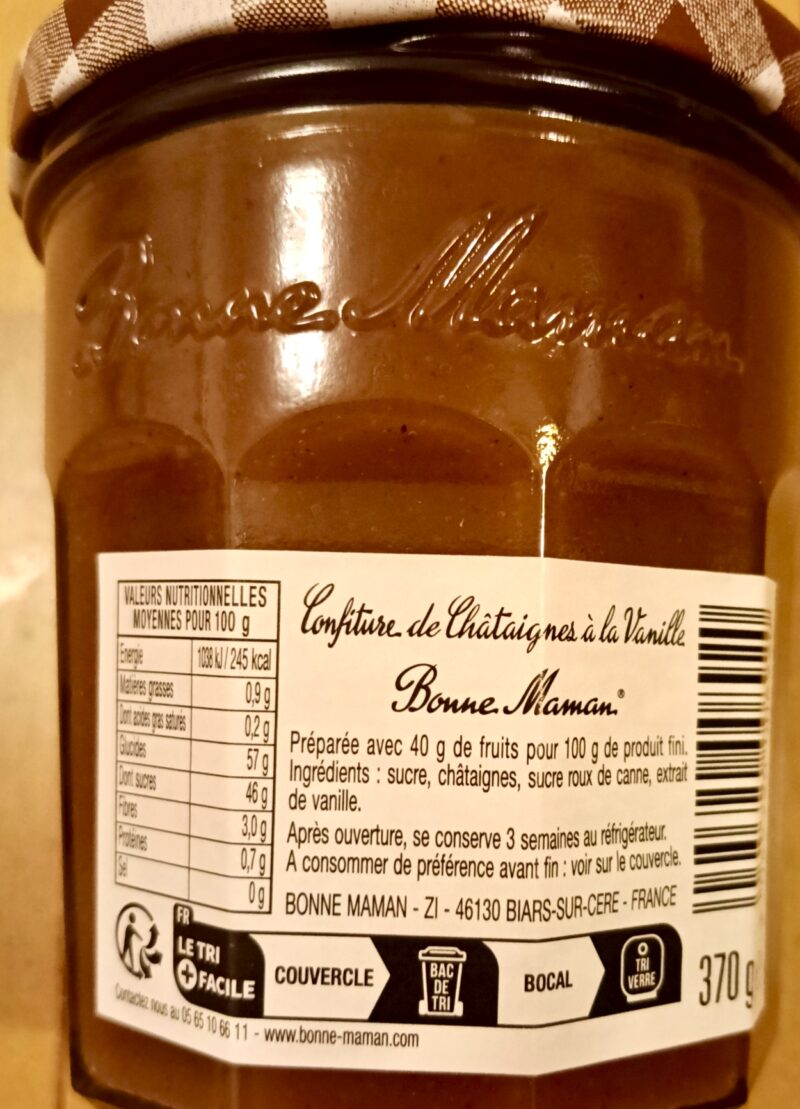 Bonne Maman
VALEURS NUTRITIONNELLES
MOYENNES POUR 100 g
Energie 1038 kJ / 245 kcal
Matières grasses 0,9 g
Dont acides gras saturés 0,2 g
Glucides 57 g
Dont sucres 46 g
Fibres 3,0 g
Protéines 0,7 g
Sel 0 g
Confiture de Châtaignes à la Vanille
Bonne Maman®
Préparée avec 40 g de fruits pour 100 g de produit fini.
Ingrédients : sucre, châtaignes, sucre roux de canne, extrait
de vanille.
Après ouverture, se conserve 3 semaines au réfrigérateur.
A consommer de préférence avant fin : voir sur le couvercle.
BONNE MAMAN - ZI - 46130 BIARS-SUR-CERE - FRANCE
FR
LE TRI
+ FACILE
COUVERCLE
BAC
DE
TRI
BOCAL
TRI
VERRE
370 g
Contactez nous au 05 65 10 66 11 - www.bonne-maman.com